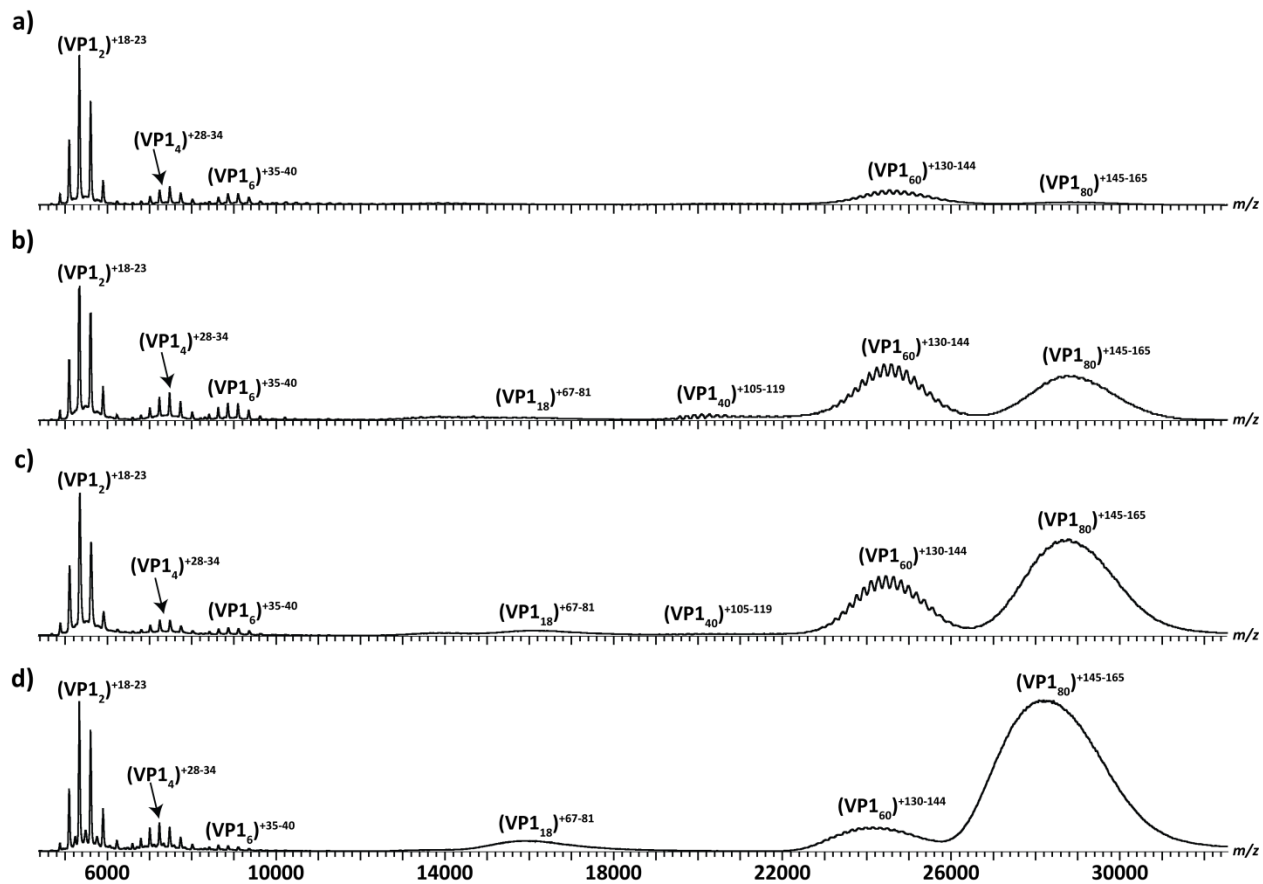 a)
(VP1₂)⁺¹⁸⁻²³
(VP1₄)⁺²⁸⁻³⁴
(VP1₆)⁺³⁵⁻⁴⁰
(VP1₆₀)⁺¹³⁰⁻¹⁴⁴
(VP1₈₀)⁺¹⁴⁵⁻¹⁶⁵
m/z
b)
(VP1₂)⁺¹⁸⁻²³
(VP1₄)⁺²⁸⁻³⁴
(VP1₆)⁺³⁵⁻⁴⁰
(VP1₁₈)⁺⁶⁷⁻⁸¹
(VP1₄₀)⁺¹⁰⁵⁻¹¹⁹
(VP1₆₀)⁺¹³⁰⁻¹⁴⁴
(VP1₈₀)⁺¹⁴⁵⁻¹⁶⁵
m/z
c)
(VP1₂)⁺¹⁸⁻²³
(VP1₄)⁺²⁸⁻³⁴
(VP1₆)⁺³⁵⁻⁴⁰
(VP1₁₈)⁺⁶⁷⁻⁸¹
(VP1₄₀)⁺¹⁰⁵⁻¹¹⁹
(VP1₆₀)⁺¹³⁰⁻¹⁴⁴
(VP1₈₀)⁺¹⁴⁵⁻¹⁶⁵
m/z
d)
(VP1₂)⁺¹⁸⁻²³
(VP1₄)⁺²⁸⁻³⁴
(VP1₆)⁺³⁵⁻⁴⁰
(VP1₁₈)⁺⁶⁷⁻⁸¹
(VP1₆₀)⁺¹³⁰⁻¹⁴⁴
(VP1₈₀)⁺¹⁴⁵⁻¹⁶⁵
m/z
6000 10000 14000 18000 22000 26000 30000